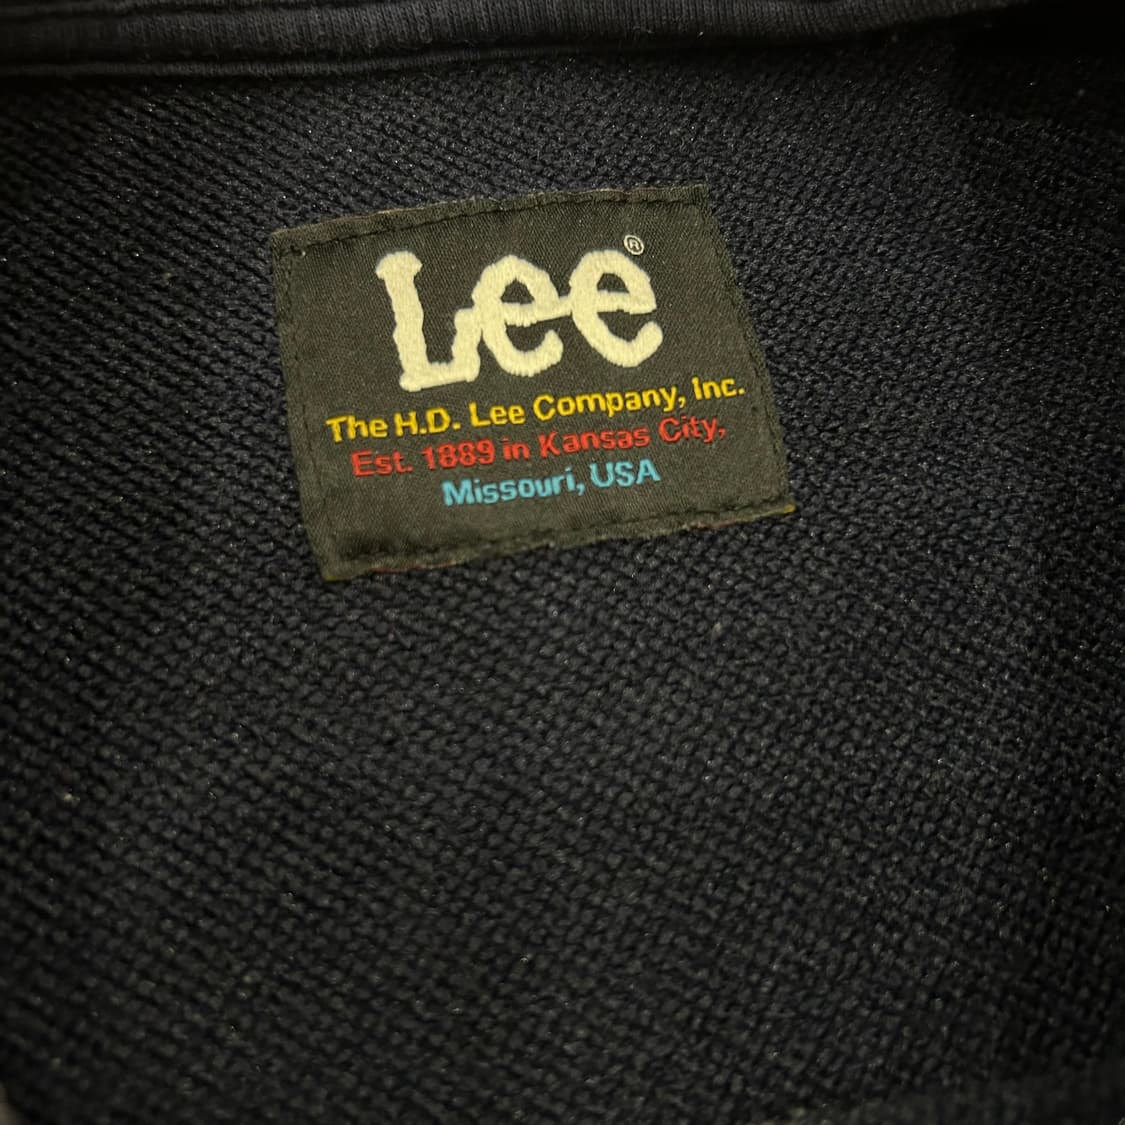 Lee®
The H.D. Lee Company, Inc.
Est. 1889 in Kansas City,
Missouri, USA